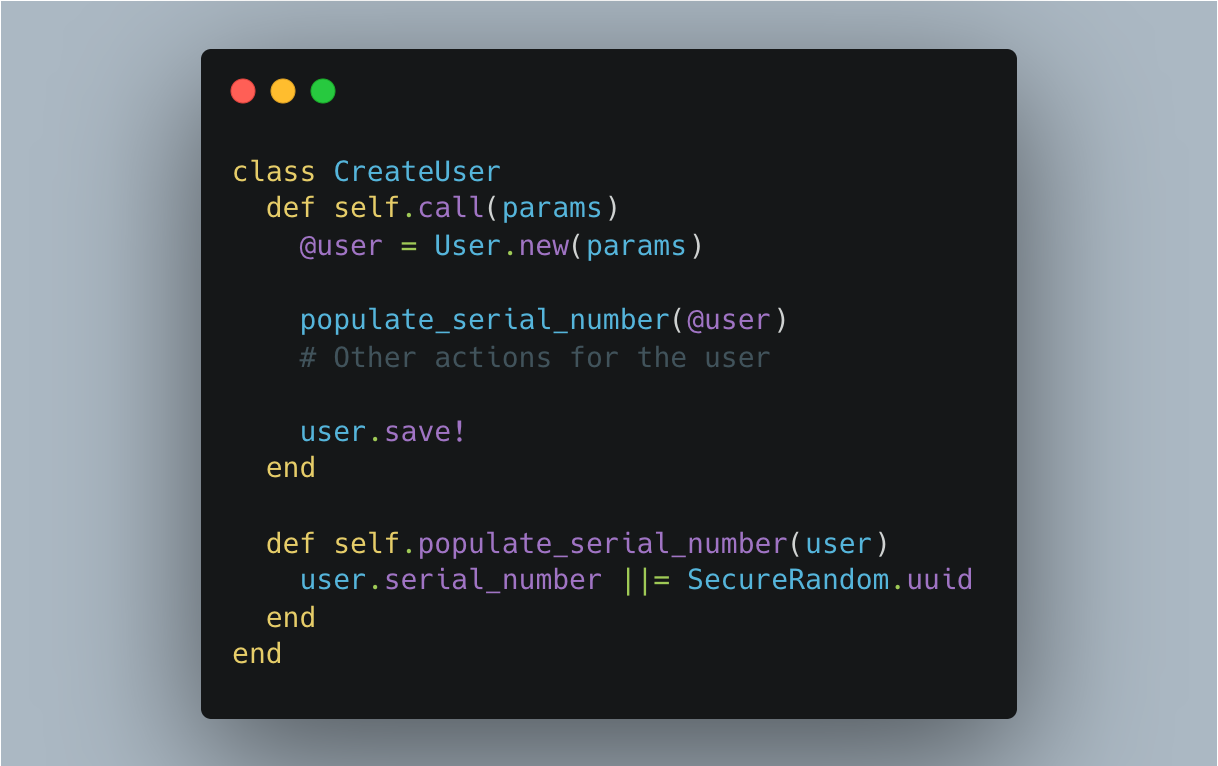 class CreateUser
  def self.call(params)
    @user = User.new(params)

    populate_serial_number(@user)
    # Other actions for the user

    user.save!
  end

  def self.populate_serial_number(user)
    user.serial_number ||= SecureRandom.uuid
  end
end